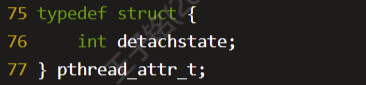 75 typedef struct {
76     int detachstate;
77 } pthread_attr_t;